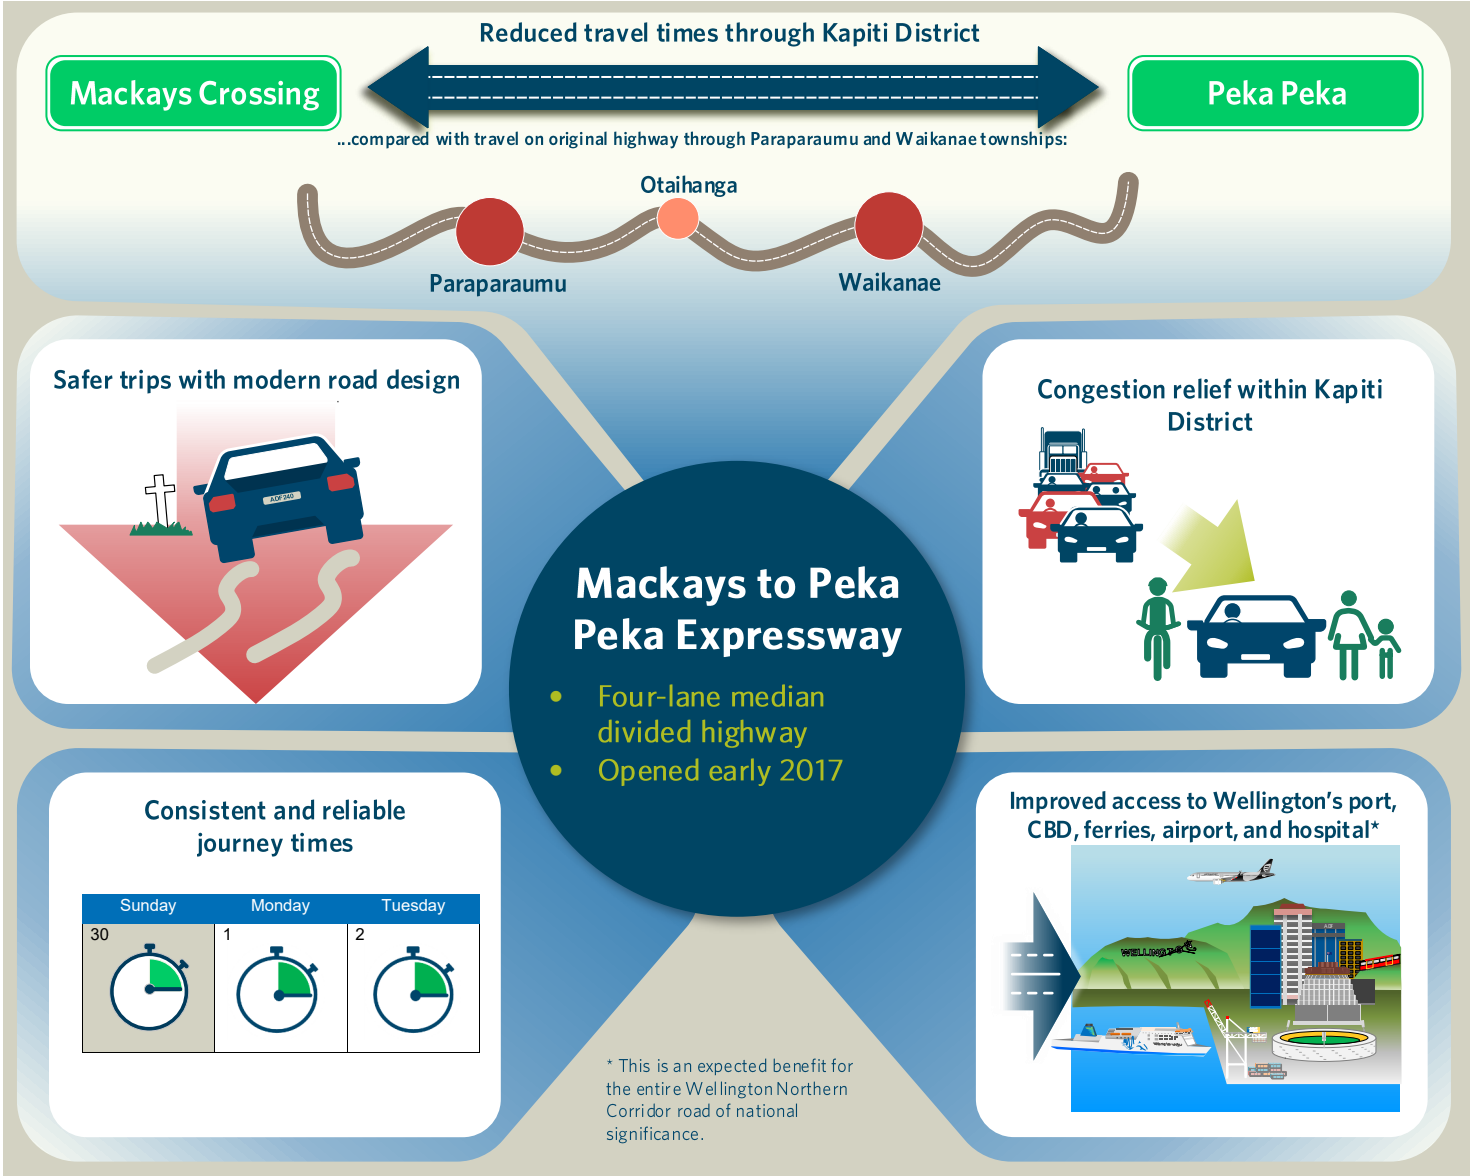 Reduced travel times through Kapiti District
Mackays Crossing
Peka Peka
...compared with travel on original highway through Paraparaumu and Waikanae townships:
Otaihanga
Paraparaumu
Waikanae
Safer trips with modern road design
ADF240
Congestion relief within Kapiti
District
Mackays to Peka
Peka Expressway
• Four-lane median
divided highway
• Opened early 2017
Consistent and reliable
journey times
Sunday Monday Tuesday
30 1 2
Improved access to Wellington's port,
CBD, ferries, airport, and hospital*
* This is an expected benefit for
the entire Wellington Northern
Corridor road of national
significance.